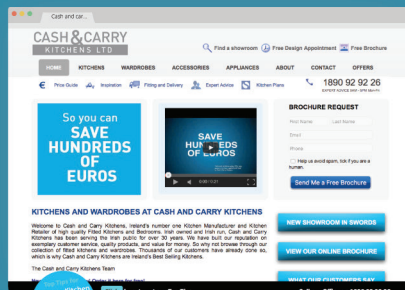 Cash and car...
CASH & CARRY
KITCHENS LTD
Find a showroom Free Design Appointment Free Brochure
HOME KITCHENS WARDROBES ACCESSORIES APPLIANCES ABOUT CONTACT OFFERS
Price Guide Inspiration Fitting and Delivery Expert Advice Kitchen Plans
1890 92 92 26
So you can
SAVE
HUNDREDS
OF
EUROS
SAVE
HUNDREDS
OF EUROS
BROCHURE REQUEST
First Name Last Name
Email
Phone
Help us avoid spam, tick if you are a
human.
Send Me a Free Brochure
KITCHENS AND WARDROBES AT CASH AND CARRY KITCHENS
Welcome to Cash and Carry Kitchens, Ireland's number one Kitchen Manufacturer and Kitchen
Retailer of high quality Fitted Kitchens and Bedrooms. Irish owned and Irish run, Cash and Carry
Kitchens has been serving the Irish public for over 30 years. We have built our reputation on
exemplary customer service, quality products, and value for money. So why not browse through our
collection of fitted kitchens and wardrobes. Thousands of our customers have already done so,
which is why Cash and Carry Kitchens are Ireland's Best Selling Kitchens.
The Cash and Carry Kitchens Team
NEW SHOWROOM IN SWORDS
VIEW OUR ONLINE BROCHURE
WHAT OUR CUSTOMERS SAY